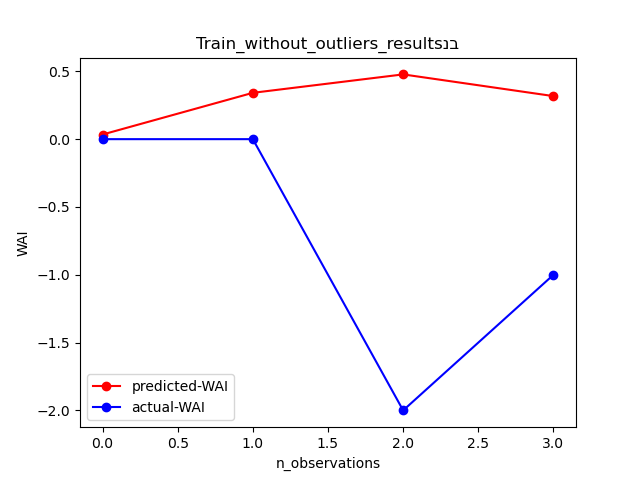 Train_without_outliers_resultsבננ
0.5
0.0
−0.5
−1.0
−1.5
−2.0
WAI
predicted-WAI
actual-WAI
0.0 0.5 1.0 1.5 2.0 2.5 3.0
n_observations